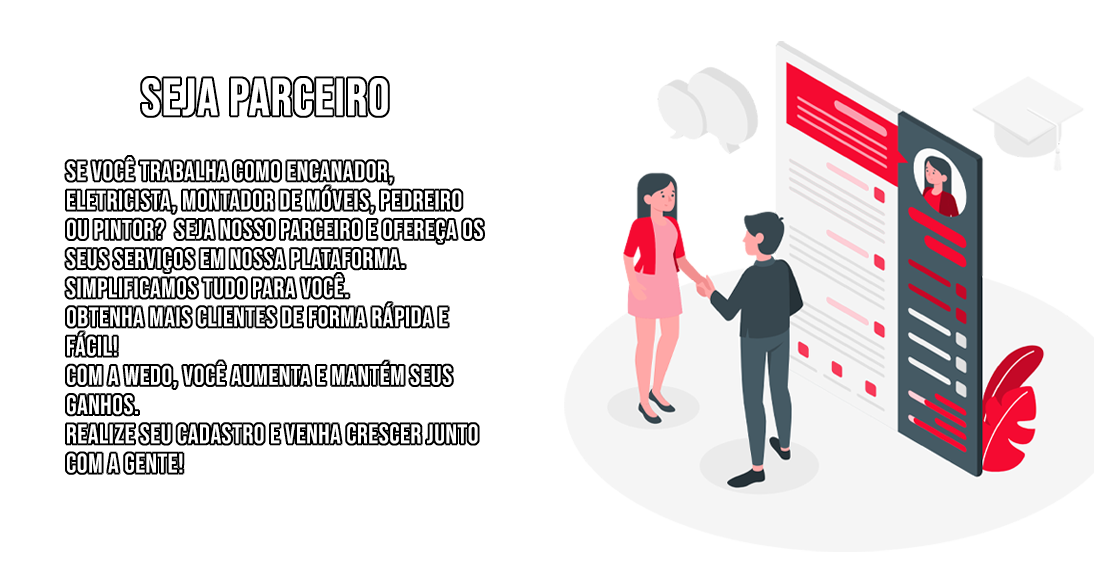 SEJA PARCEIRO
SE VOCÊ TRABALHA COMO ENCANADOR,
ELETRICISTA, MONTADOR DE MÓVEIS, PEDREIRO
OU PINTOR? SEJA NOSSO PARCEIRO E OFEREÇA OS
SEUS SERVIÇOS EM NOSSA PLATAFORMA.
SIMPLIFICAMOS TUDO PARA VOCÊ.
OBTENHA MAIS CLIENTES DE FORMA RÁPIDA E
FÁCIL!
COM A WEDO, VOCÊ AUMENTA E MANTÉM SEUS
GANHOS.
REALIZE SEU CADASTRO E VENHA CRESCER JUNTO
COM A GENTE!